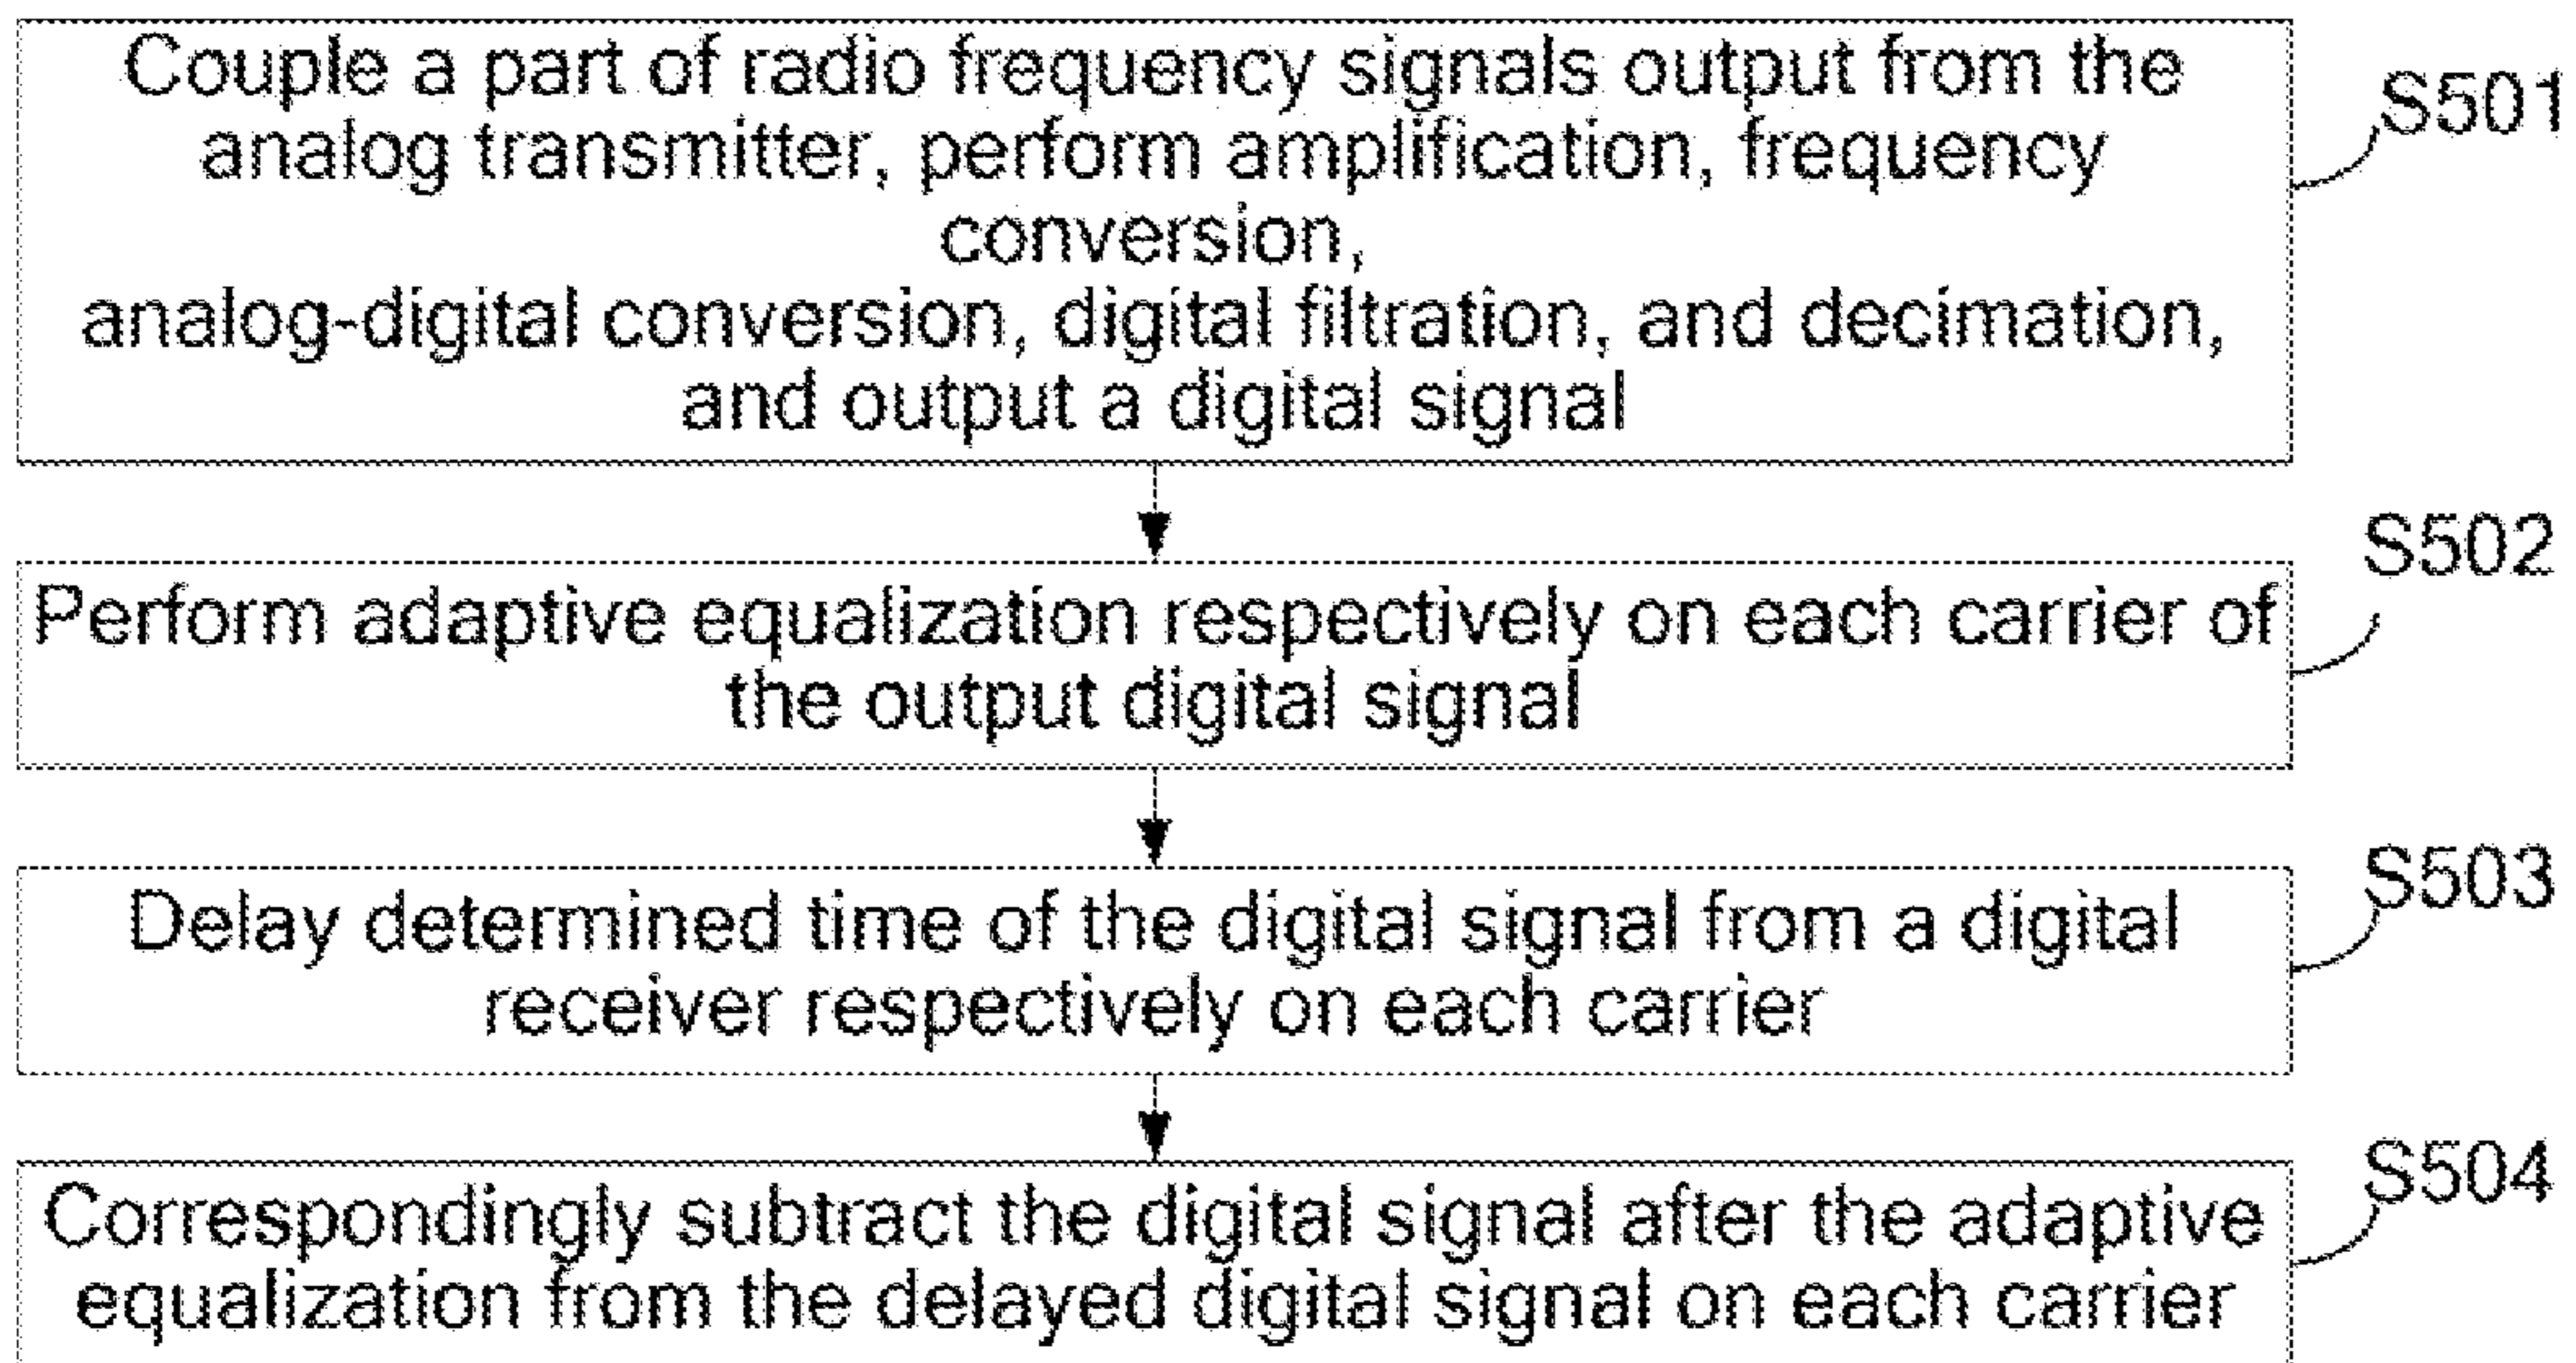 Couple a part of radio frequency signals output from the
analog transmitter, perform amplification, frequency
conversion,
analog-digital conversion, digital filtration, and decimation,
and output a digital signal
S501
Perform adaptive equalization respectively on each carrier of
the output digital signal
S502
Delay determined time of the digital signal from a digital
receiver respectively on each carrier
S503
Correspondingly subtract the digital signal after the adaptive
equalization from the delayed digital signal on each carrier
S504